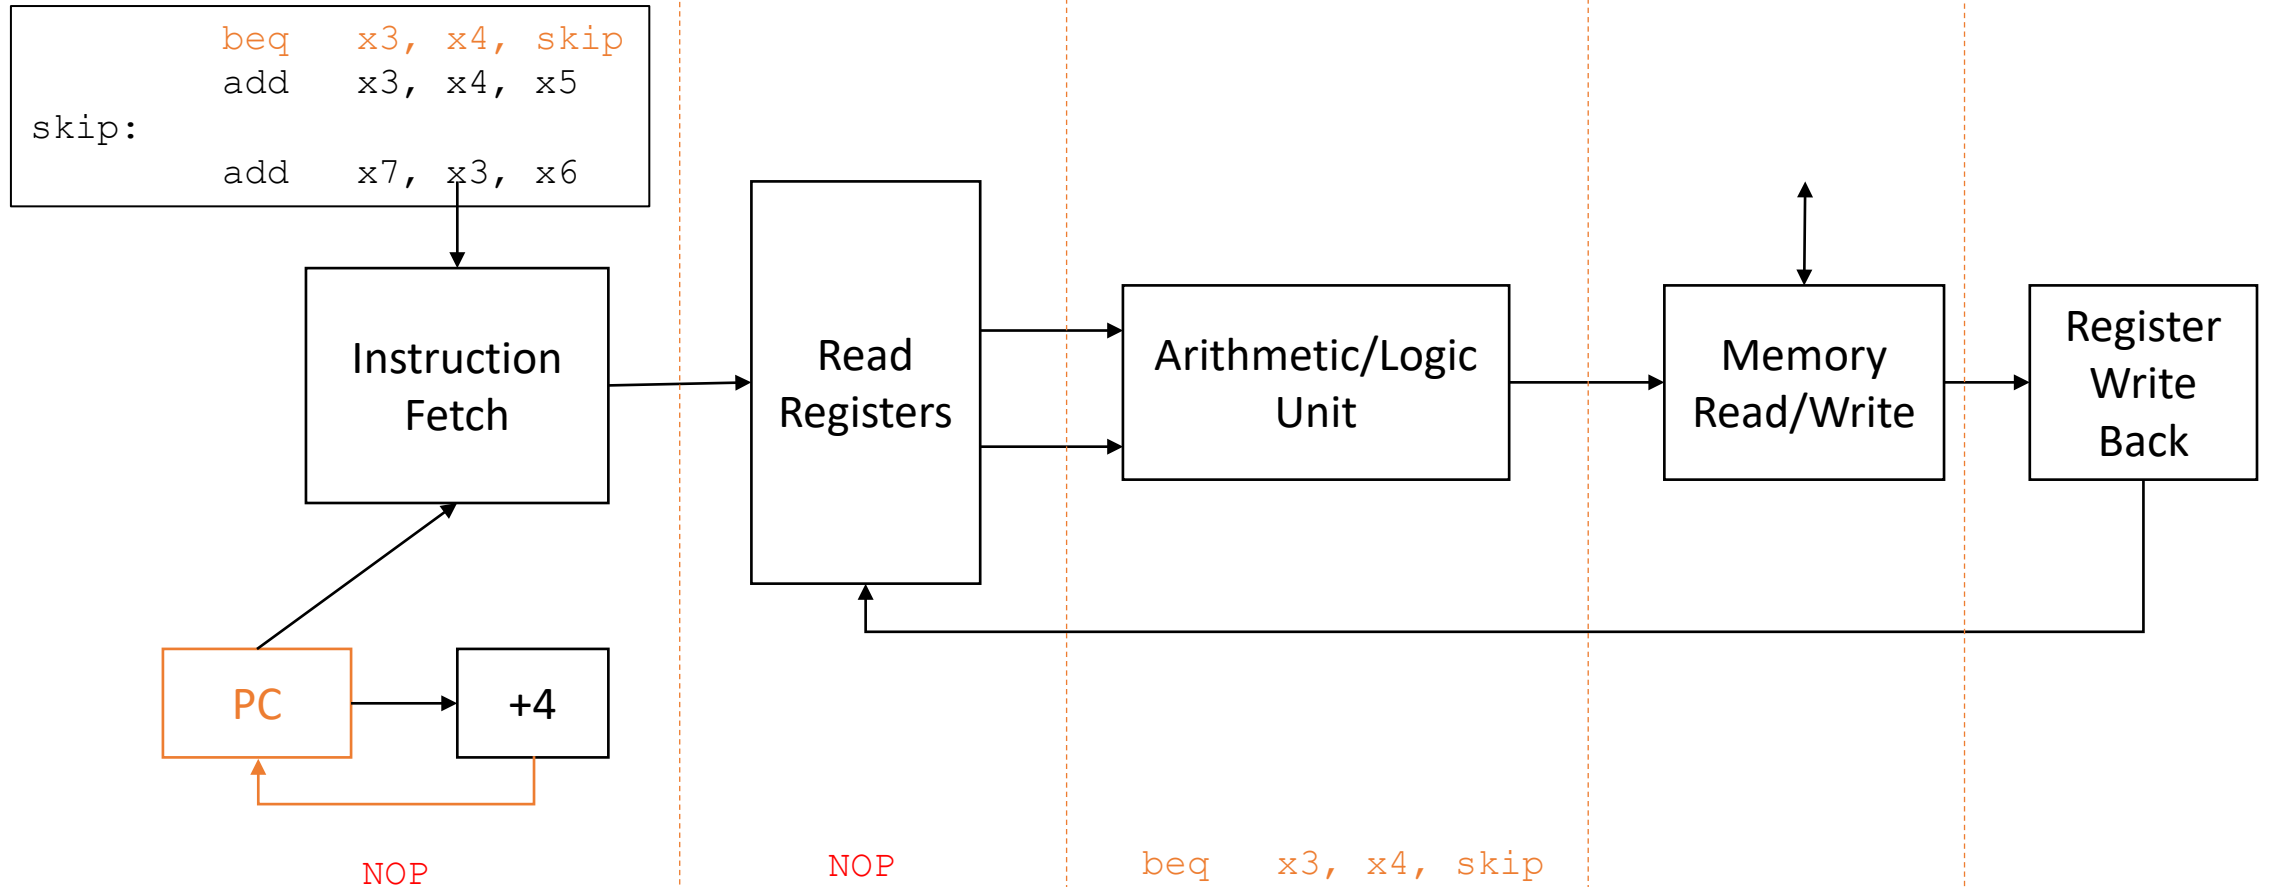 beq x3, x4, skip
add x3, x4, x5
skip:
add x7, x3, x6
Instruction
Fetch
Read
Registers
Arithmetic/Logic
Unit
Memory
Read/Write
Register
Write
Back
PC
+4
NOP
NOP
beq x3, x4, skip